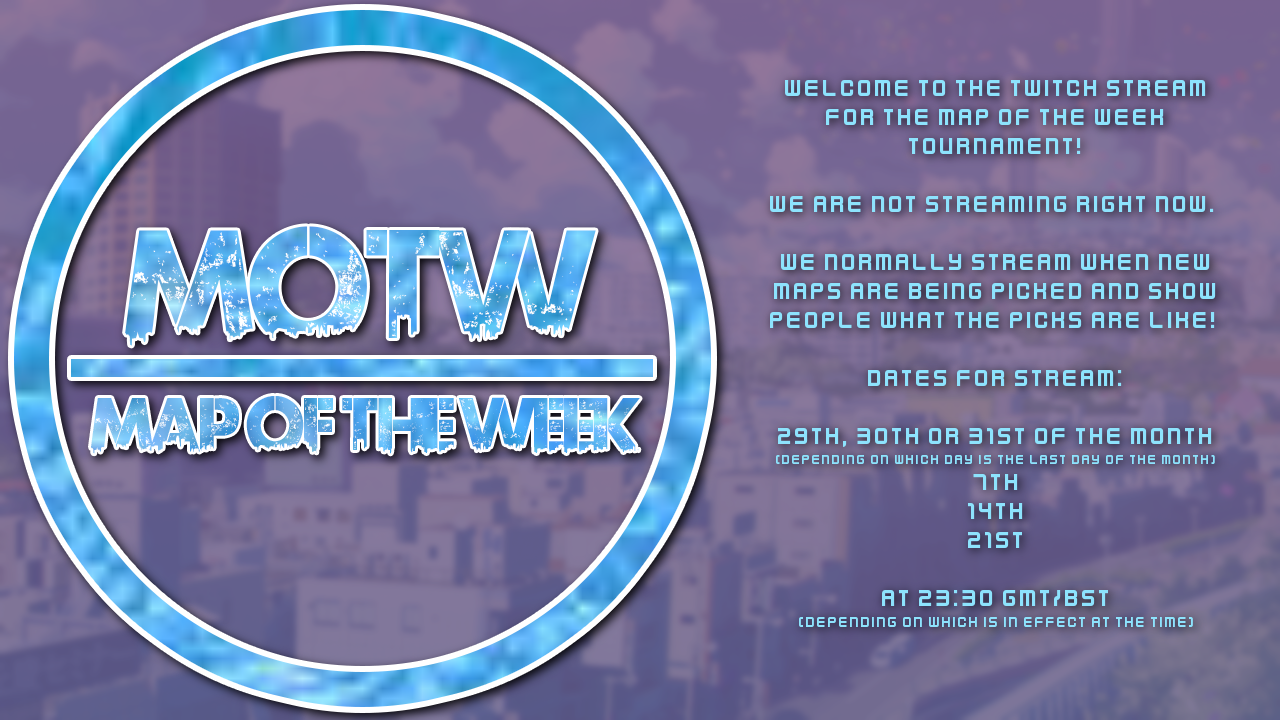 MOTW
MAP OF THE WEEK
WELCOME TO THE TWITCH STREAM
FOR THE MAP OF THE WEEK
TOURNAMENT!
WE ARE NOT STREAMING RIGHT NOW.
WE NORMALLY STREAM WHEN NEW
MAPS ARE BEING PICKED AND SHOW
PEOPLE WHAT THE PICKS ARE LIKE!
DATES FOR STREAM:
29TH, 30TH OR 31ST OF THE MONTH
(DEPENDING ON WHICH DAY IS THE LAST DAY OF THE MONTH)
7TH
14TH
21ST
AT 23:30 GMT/BST
(DEPENDING ON WHICH IS IN EFFECT AT THE TIME)